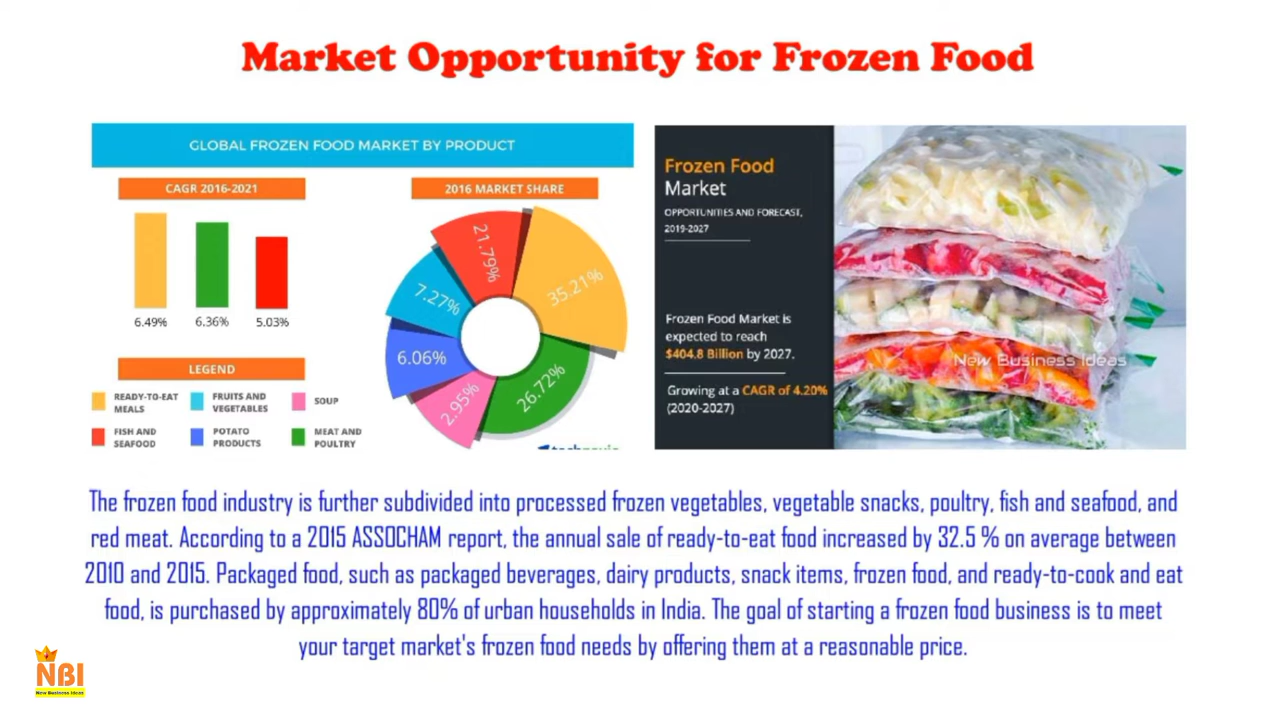 Market Opportunity for Frozen Food
GLOBAL FROZEN FOOD MARKET BY PRODUCT
CAGR 2016-2021
6.49% 6.36% 5.03%
LEGEND
READY-TO-EAT
MEALS
FRUITS AND
VEGETABLES
SOUP
FISH AND
SEAFOOD
POTATO
PRODUCTS
MEAT AND
POULTRY
2016 MARKET SHARE
21.79%
35.21%
7.27%
6.06%
2.95%
26.72%
Frozen Food
Market
OPPORTUNITIES AND FORECAST,
2019-2027
Frozen Food Market is
expected to reach
$404.8 Billion by 2027.
Growing at a CAGR of 4.20%
(2020-2027)
New Business ideas
The frozen food industry is further subdivided into processed frozen vegetables, vegetable snacks, poultry, fish and seafood, and
red meat. According to a 2015 ASSOCHAM report, the annual sale of ready-to-eat food increased by 32.5 % on average between
2010 and 2015. Packaged food, such as packaged beverages, dairy products, snack items, frozen food, and ready-to-cook and eat
food, is purchased by approximately 80% of urban households in India. The goal of starting a frozen food business is to meet
your target market's frozen food needs by offering them at a reasonable price.
NBI
New Business Ideas